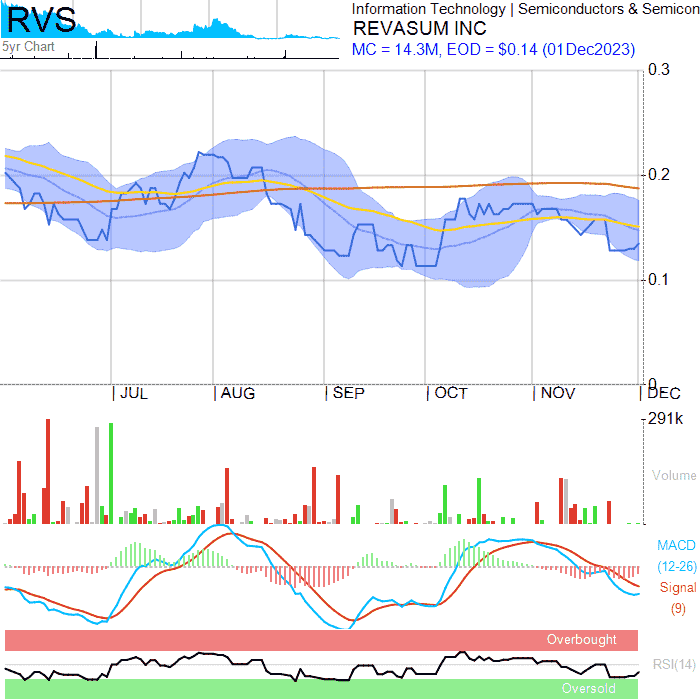 RVS
5yr Chart
Information Technology | Semiconductors & Semicon
REVASUM INC
MC = 14.3M, EOD = $0.14 (01Dec2023)
0.3
0.2
0.1
0
JUL AUG SEP OCT NOV DEC
291k
Volume
MACD
(12-26)
Signal
(9)
Overbought
RSI(14)
Oversold